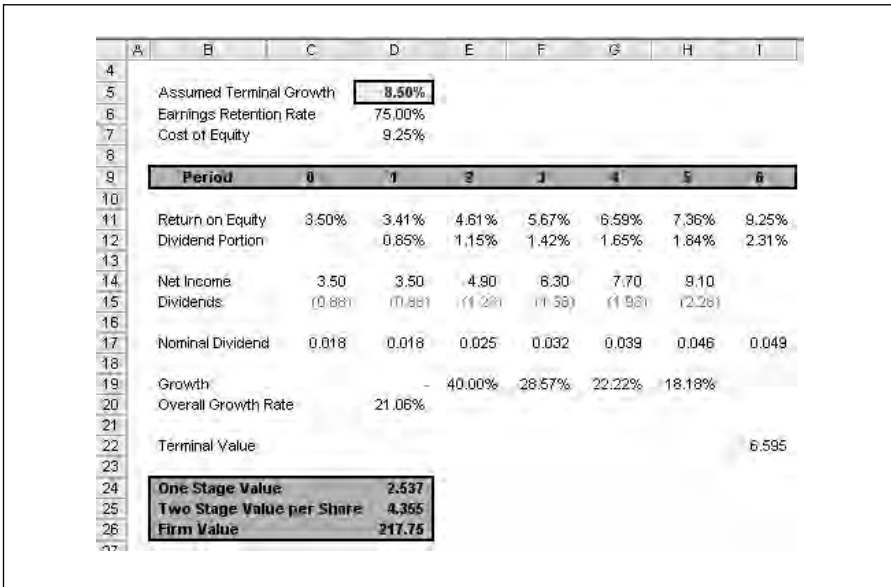 A B C D E F G H I
4
5 Assumed Terminal Growth 8.50%
6 Earnings Retention Rate 75.00%
7 Cost of Equity 9.25%
8
9 Period 0 1 2 3 4 5 6
10
11 Return on Equity 3.50% 3.41% 4.61% 5.67% 6.59% 7.36% 9.25%
12 Dividend Portion 0.85% 1.15% 1.42% 1.65% 1.84% 2.31%
13
14 Net Income 3.50 3.50 4.90 6.30 7.70 9.10
15 Dividends (0.88) (0.88) (2.28)
16
17 Nominal Dividend 0.018 0.018 0.025 0.032 0.039 0.046 0.049
18
19 Growth - 40.00% 28.57% 22.22% 18.18%
20 Overall Growth Rate 21.06%
21
22 Terminal Value 6.595
23
24 One Stage Value 2.537
25 Two Stage Value per Share 4.355
26 Firm Value 217.75